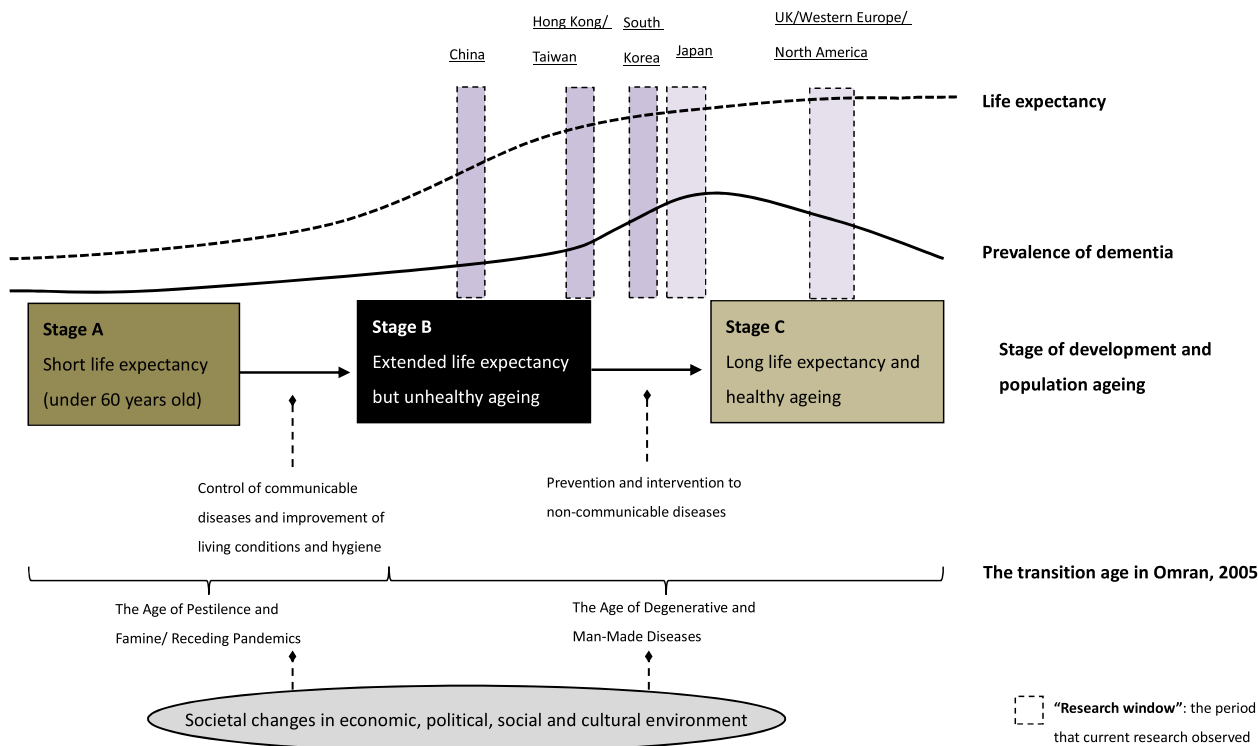 Hong Kong/
Taiwan
South
Korea
UK/Western Europe/
North America
China
Japan
Life expectancy
Prevalence of dementia
Stage A
Short life expectancy
(under 60 years old)
Stage B
Extended life expectancy
but unhealthy ageing
Stage C
Long life expectancy and
healthy ageing
Stage of development and
population ageing
Control of communicable
diseases and improvement of
living conditions and hygiene
Prevention and intervention to
non-communicable diseases
The transition age in Omran, 2005
The Age of Pestilence and
Famine/ Receding Pandemics
The Age of Degenerative and
Man-Made Diseases
Societal changes in economic, political, social and cultural environment
“Research window”: the period
that current research observed